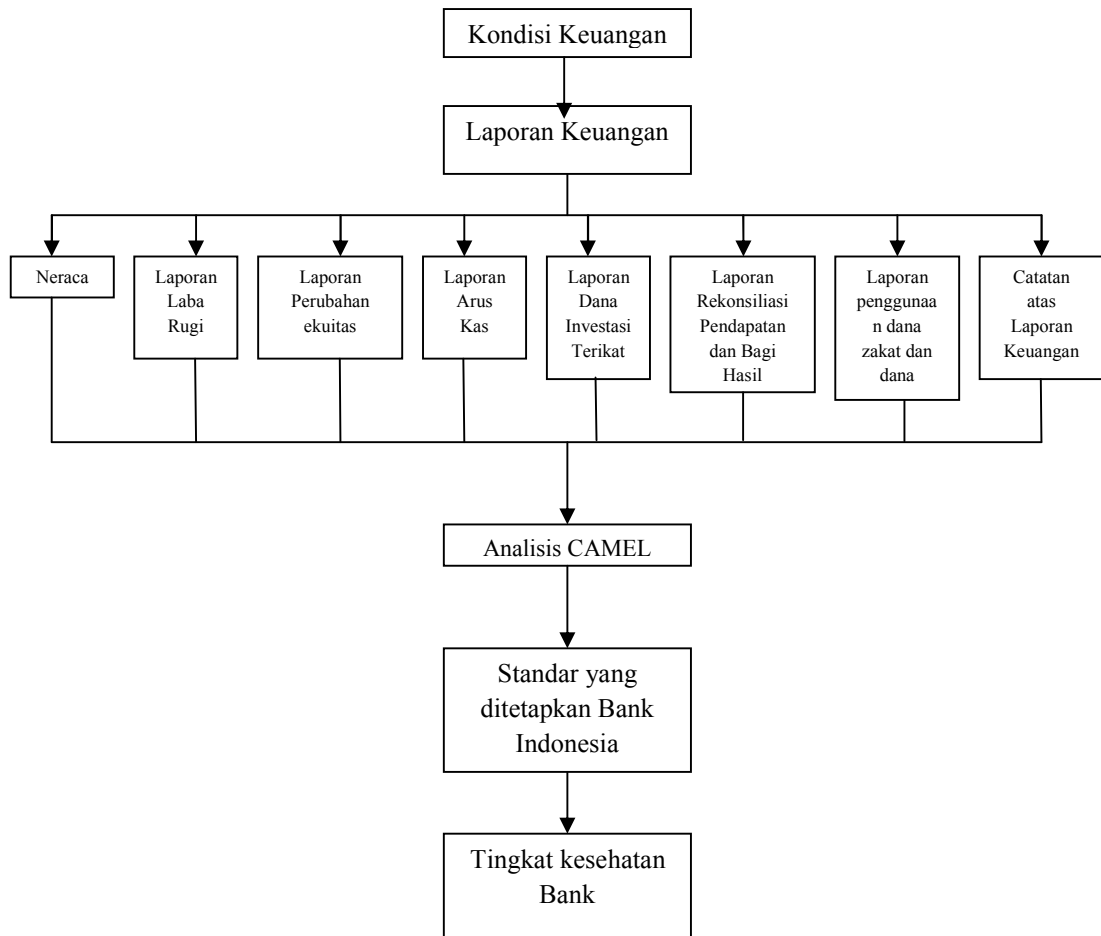 Kondisi Keuangan
Laporan Keuangan
Neraca
Laporan
Laba
Rugi
Laporan
Perubahan
ekuitas
Laporan
Arus
Kas
Laporan
Dana
Investasi
Terikat
Laporan
Rekonsiliasi
Pendapatan
dan Bagi
Hasil
Laporan
penggunaa
n dana
zakat dan
dana
Catatan
atas
Laporan
Keuangan
Analisis CAMEL
Standar yang
ditetapkan Bank
Indonesia
Tingkat kesehatan
Bank